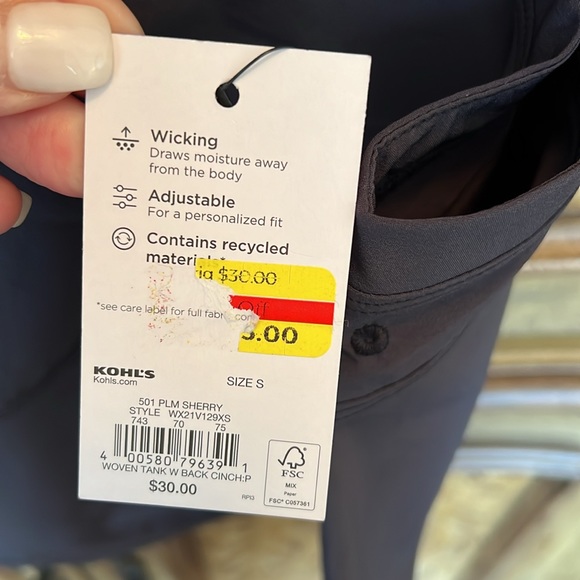 Wicking
Draws moisture away
from the body
Adjustable
For a personalized fit
Contains recycled
ig $30.00
*see care label for full
.00
KOHL'S
Kohls.com
SIZE S
501 PLM SHERRY
STYLE WX21V129XS
743 70 75
4 00580 79639 1
WOVEN TANK W BACK CINCH:P
$30.00
RPI3
FSC
MIX
Paper
FSC® C057361